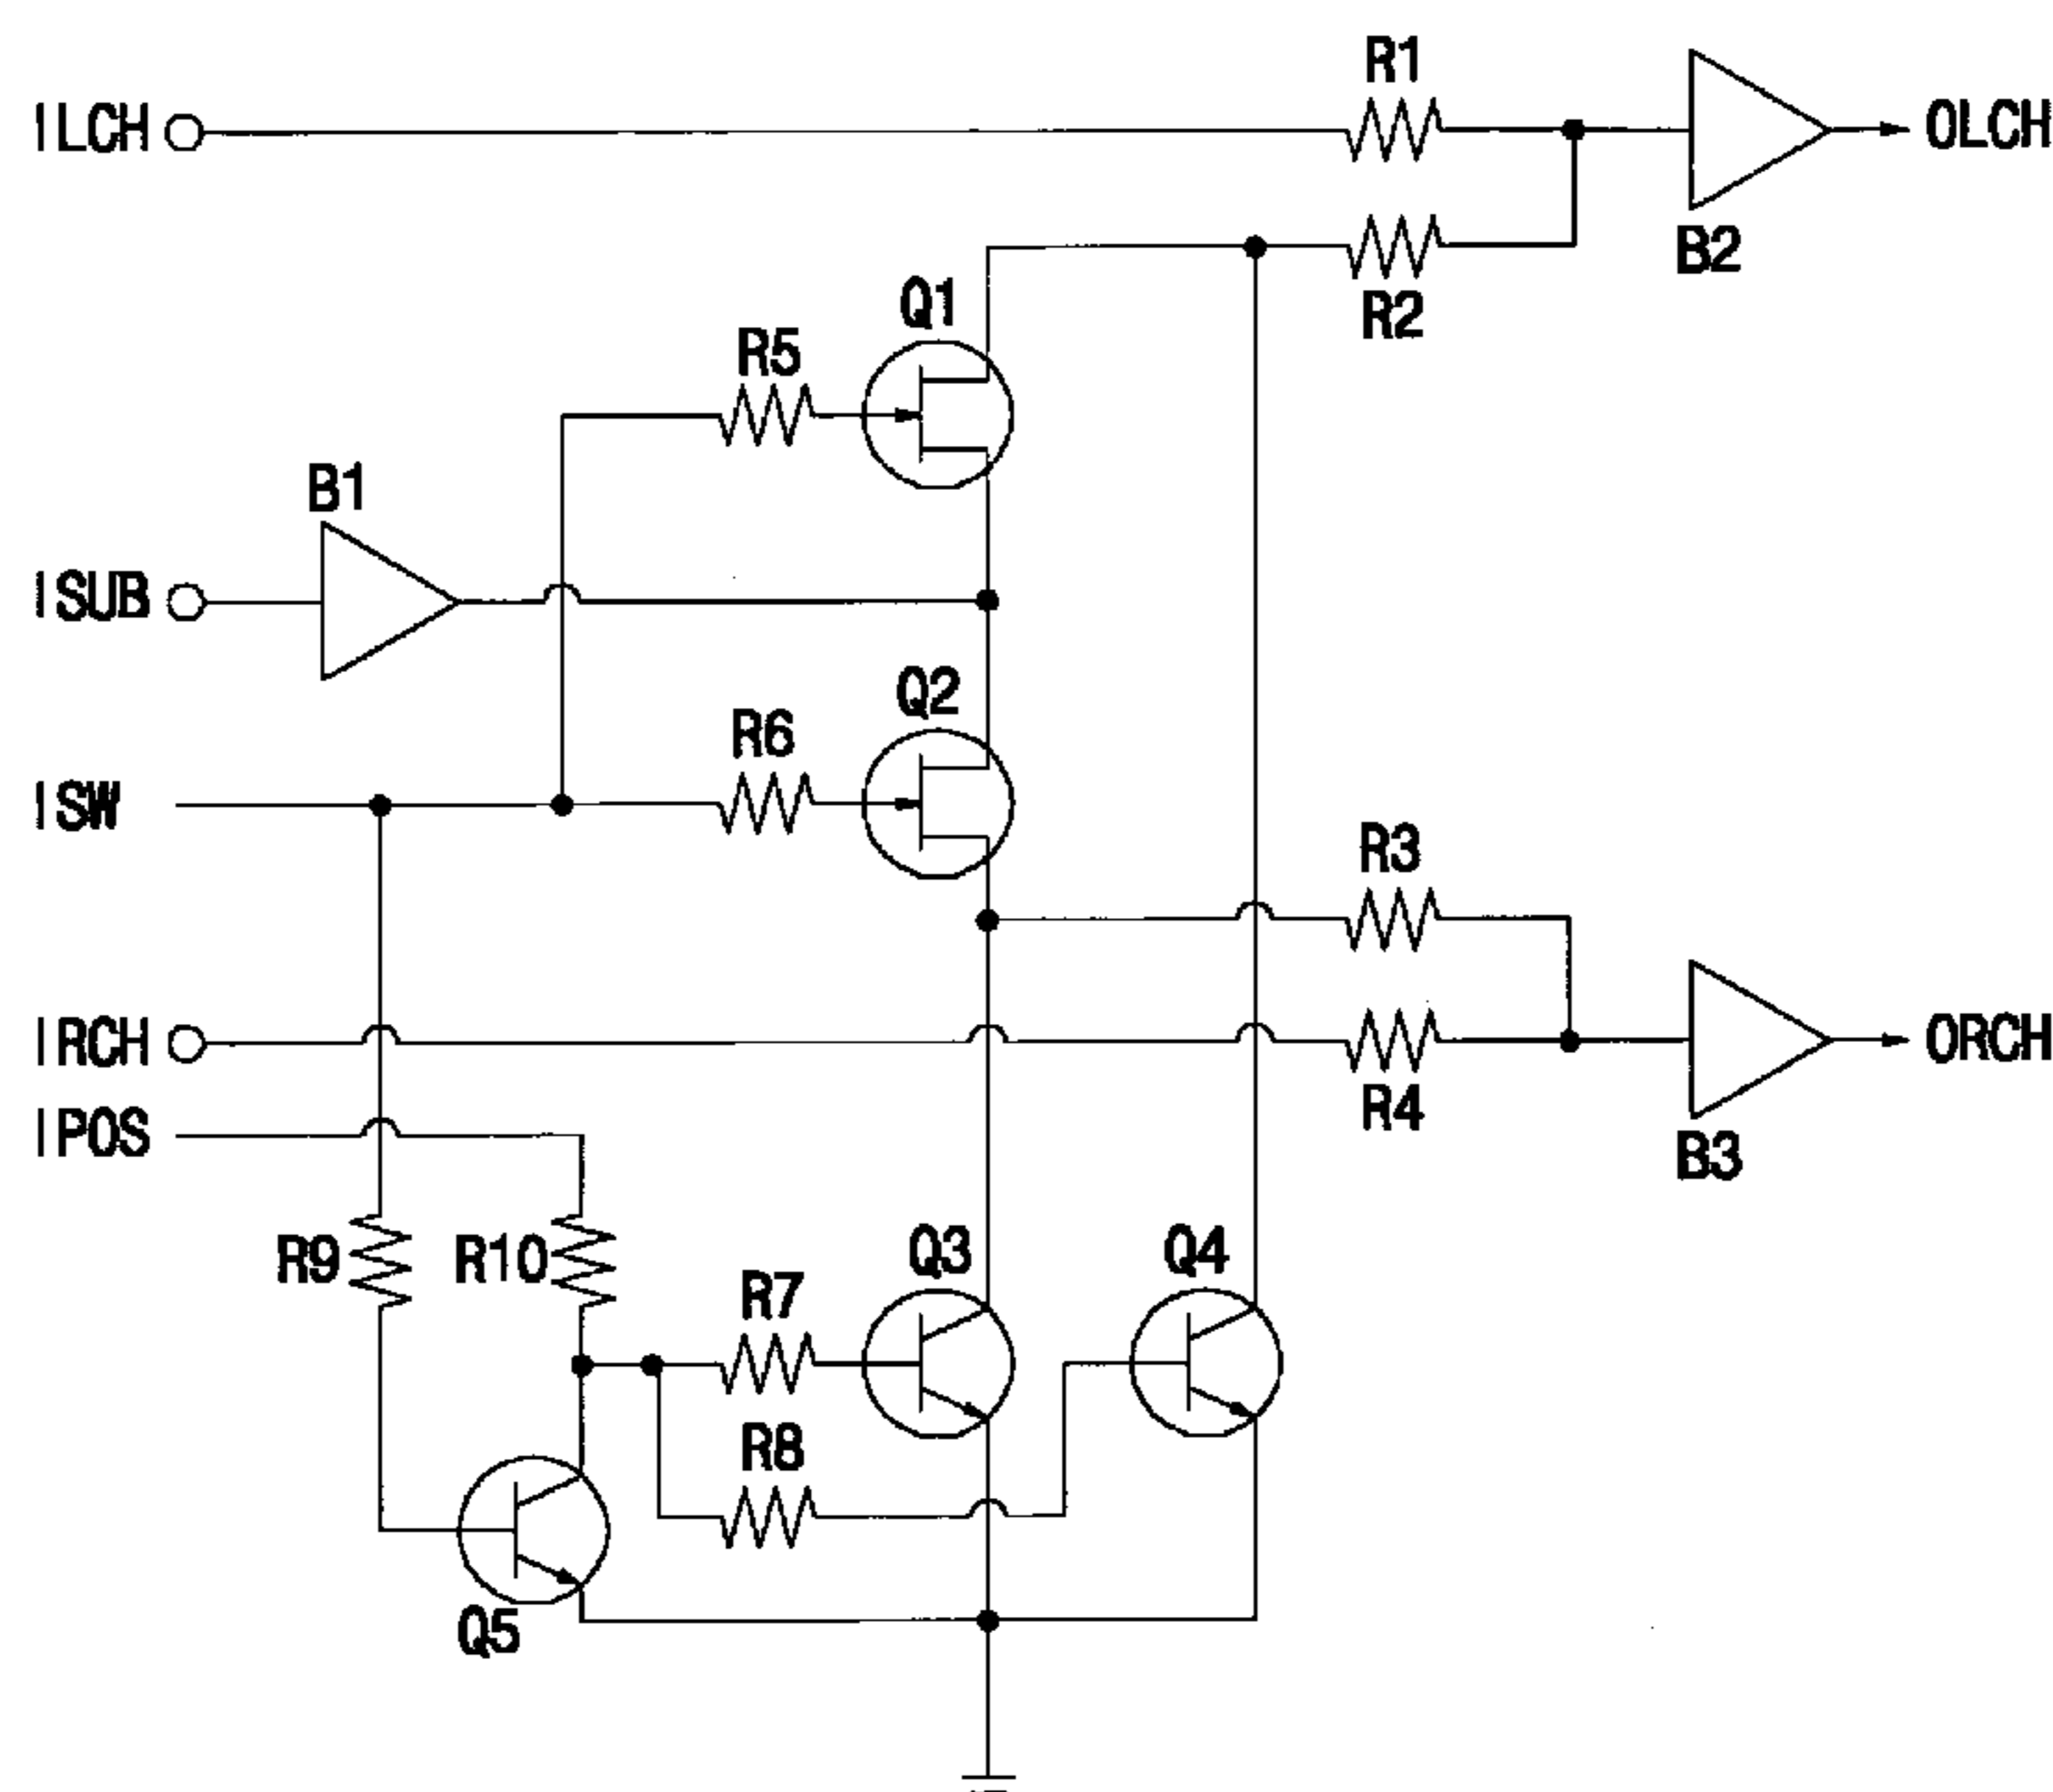 R1
ILCH
OLCH
B2
Q1
R2
R5
B1
ISUB
Q2
R6
ISW
R3
IRCH
ORCH
R4
IPOS
B3
R9
R10
Q3
Q4
R7
R8
Q5